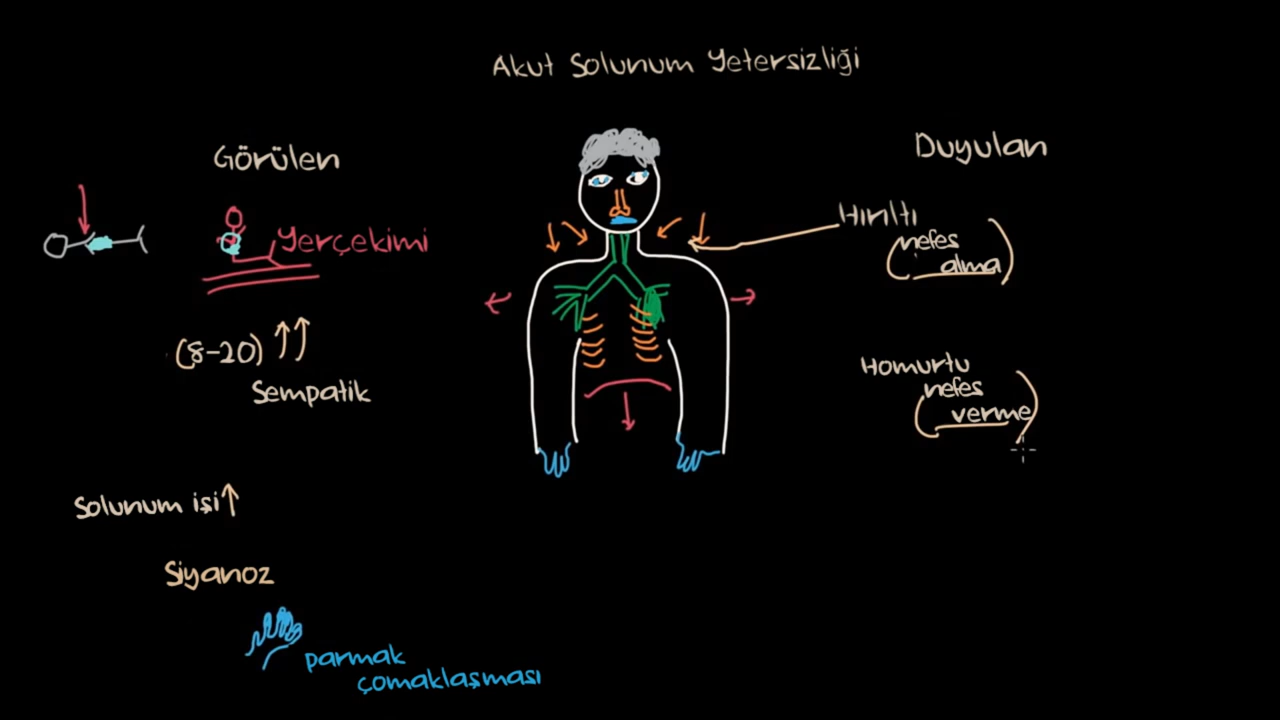 Akut Solunum Yetersizliği
Görülen
Yerçekimi
(8-20) ↑↑
Sempatik
Solunum işi↑
Siyanoz
parmak
çomaklaşması
Duyulan
Hırıltı
(nefes
alma)
Homurtu
(nefes
verme)